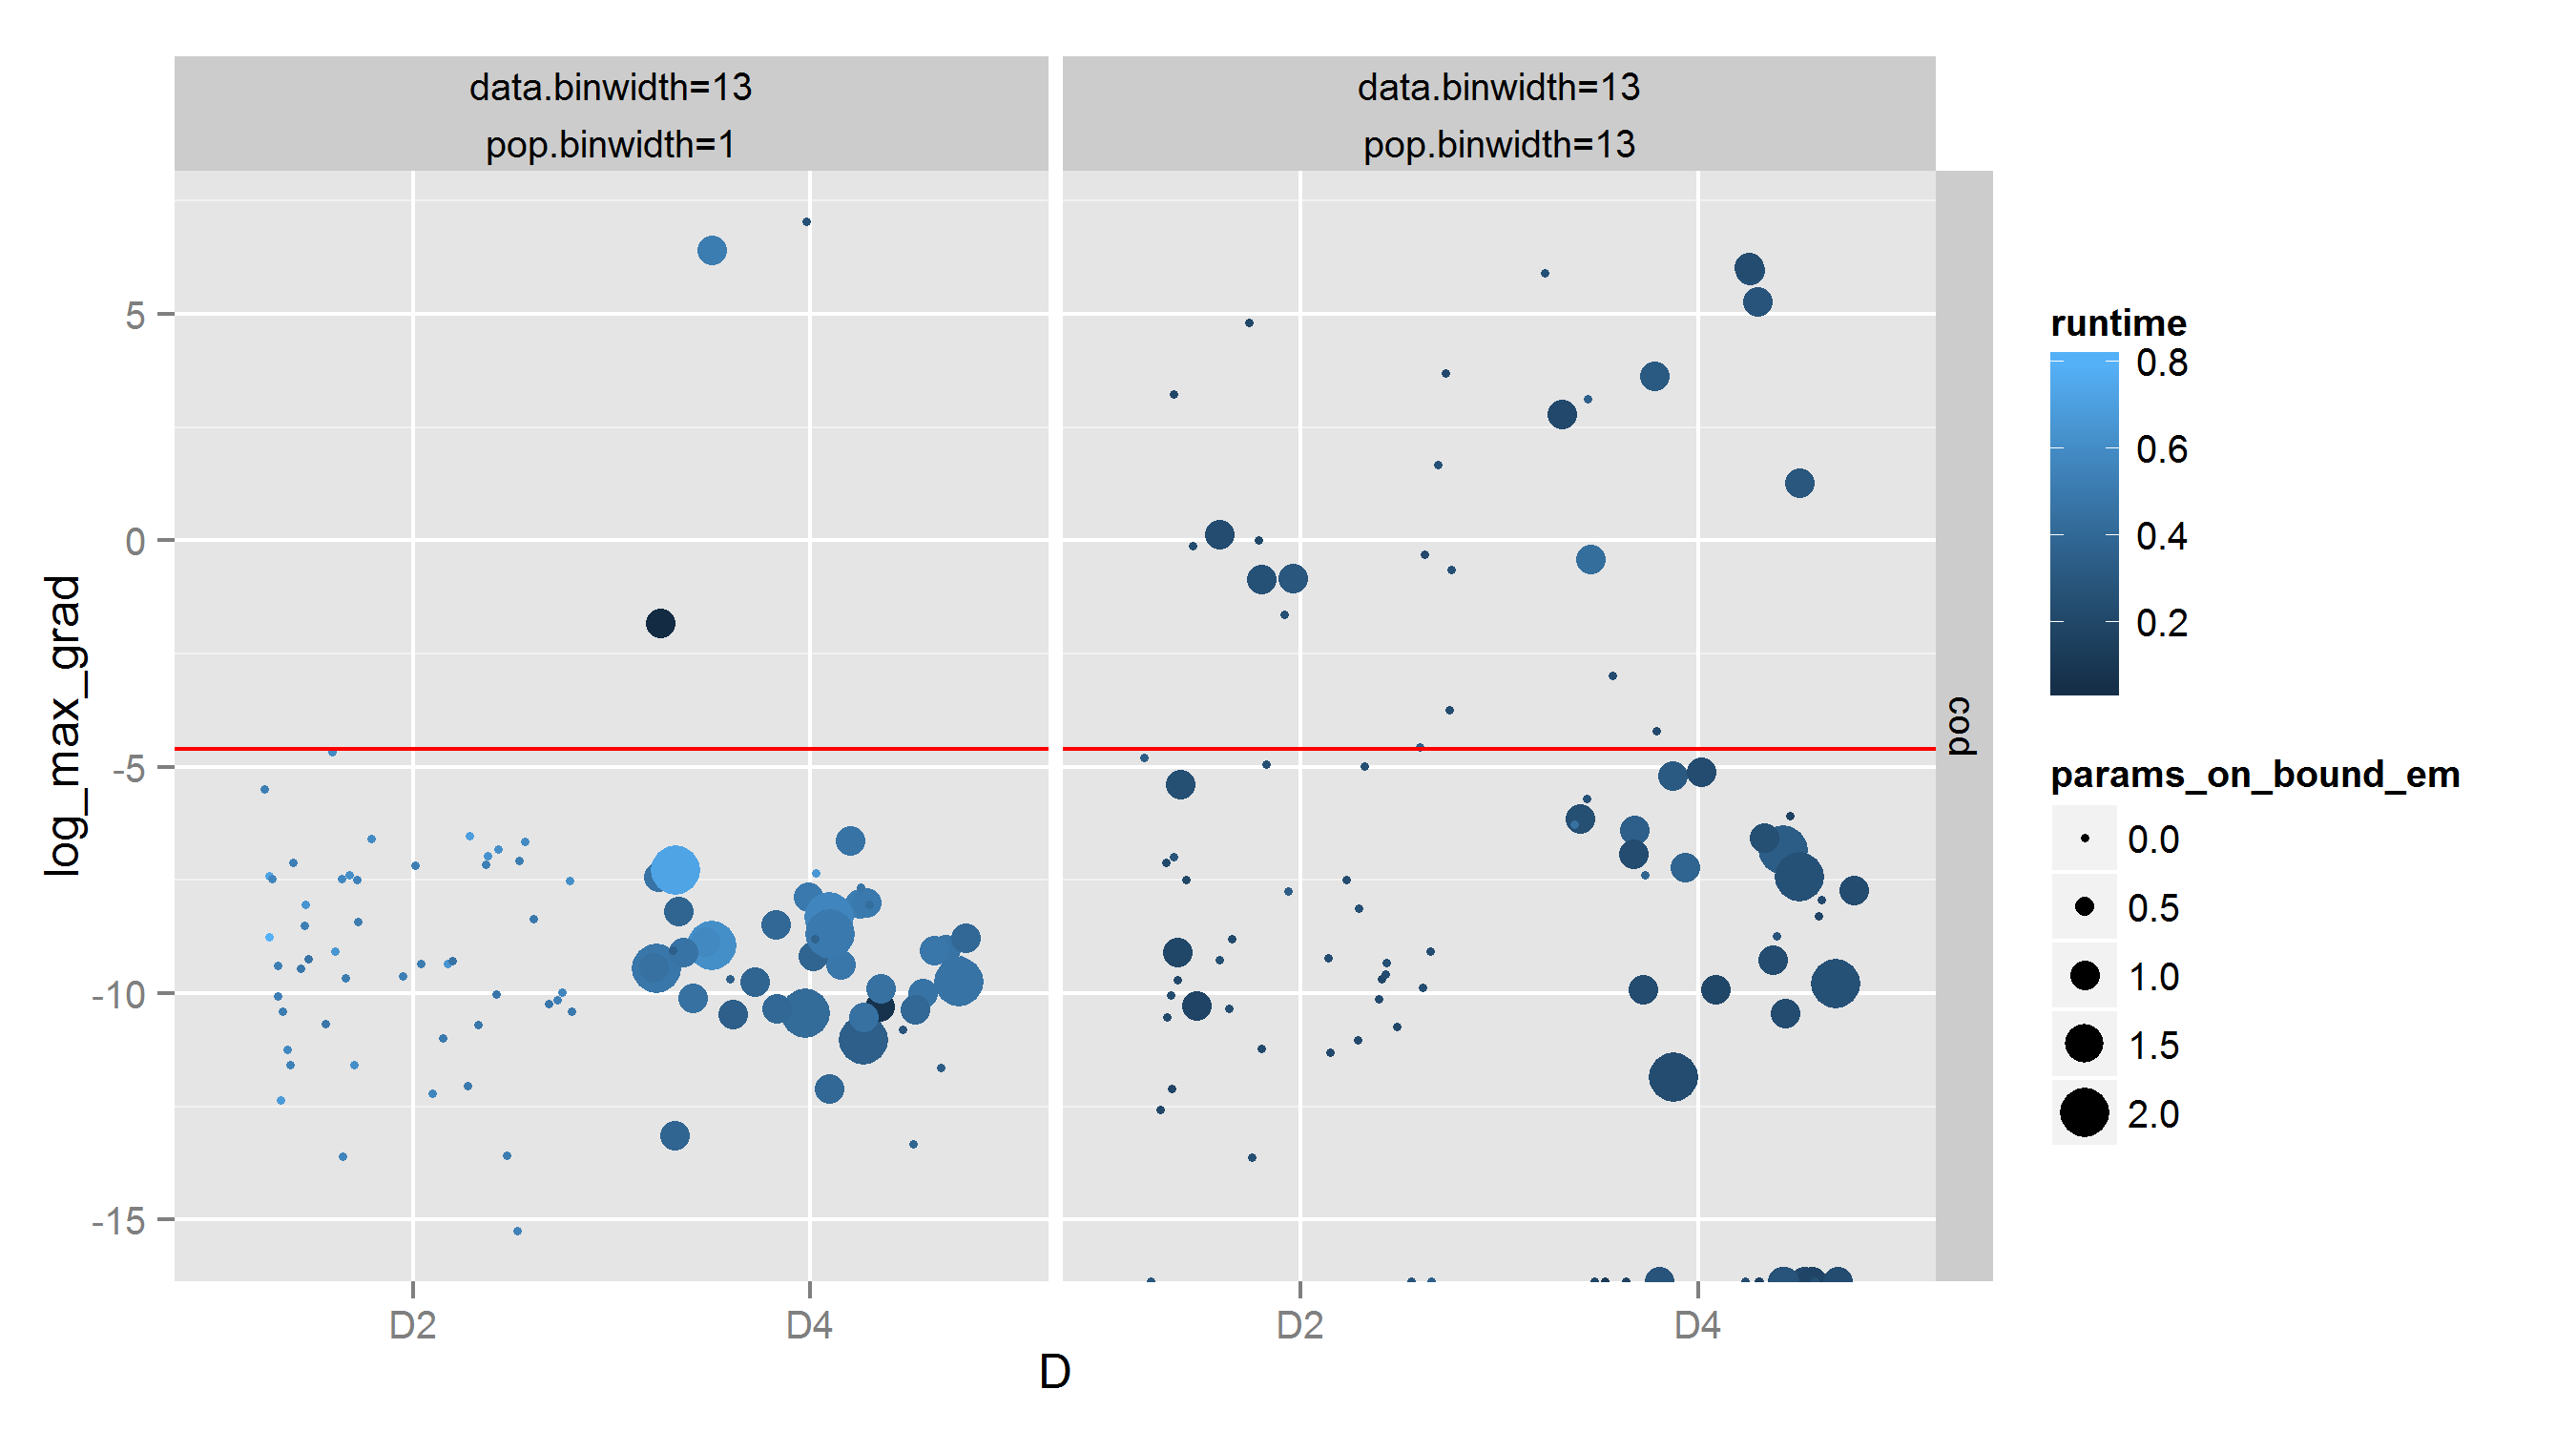 data.binwidth=13
pop.binwidth=1
data.binwidth=13
pop.binwidth=13
cod
log_max_grad
5
0
-5
-10
-15
D2
D4
D2
D4
D
runtime
0.8
0.6
0.4
0.2
params_on_bound_em
0.0
0.5
1.0
1.5
2.0